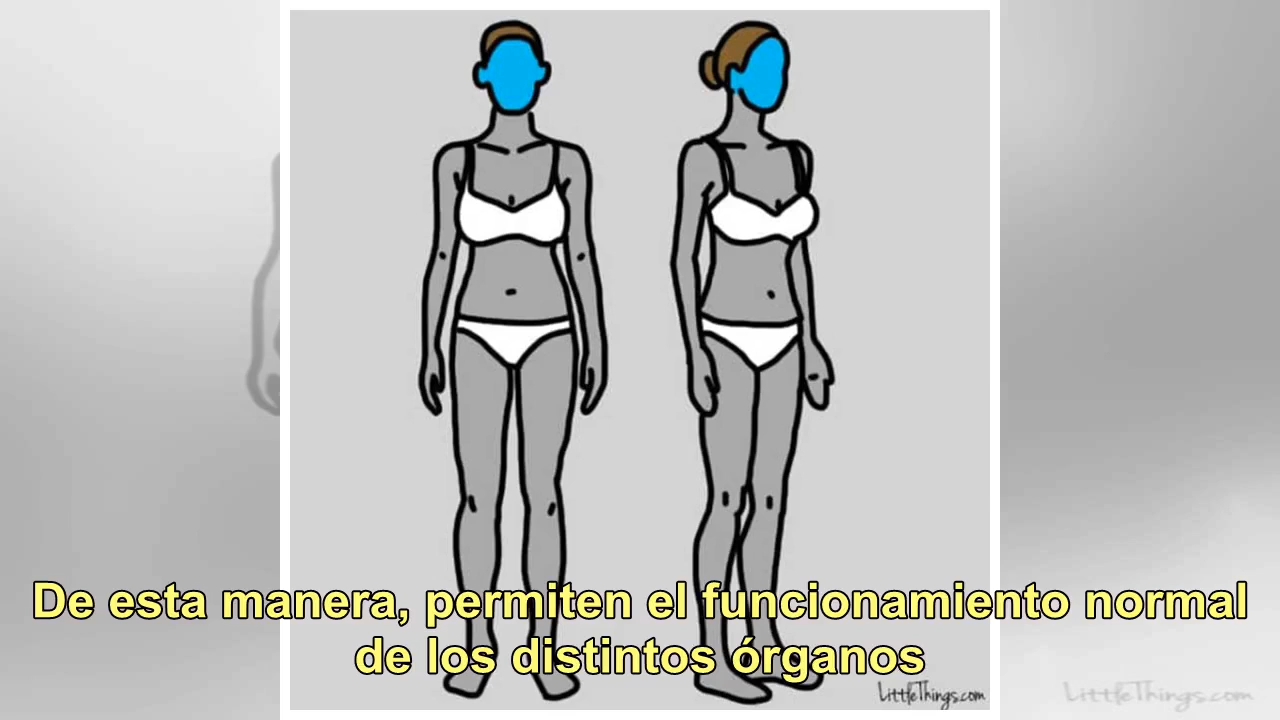 De esta manera, permiten el funcionamiento normal
de los distintos órganos
LittleThings.com
LittleThings.com